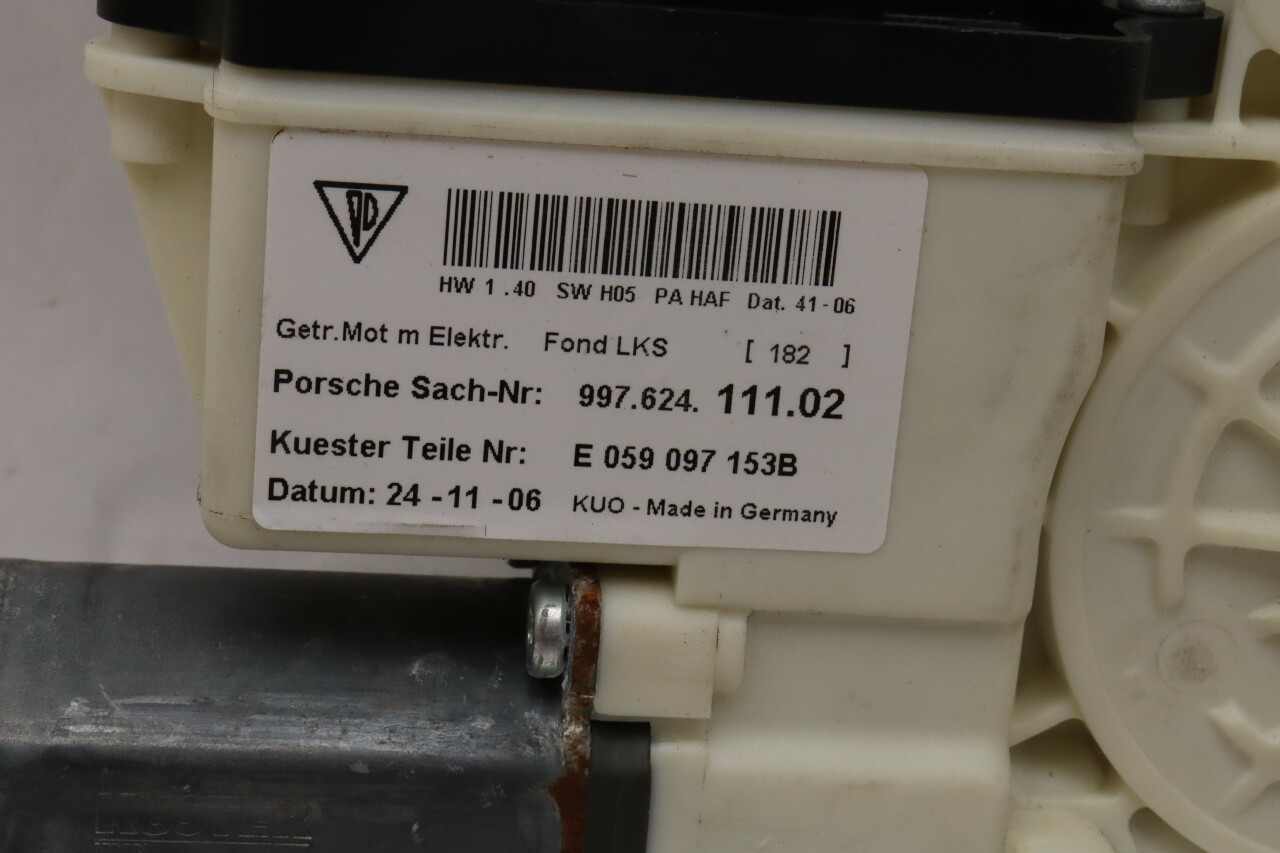 HW 1.40 SW H05 PA HAF Dat. 41-06
Getr.Mot m Elektr. Fond LKS [ 182 ]
Porsche Sach-Nr: 997.624. 111.02
Kuester Teile Nr: E 059 097 153B
Datum: 24 -11 -06 KUO - Made in Germany